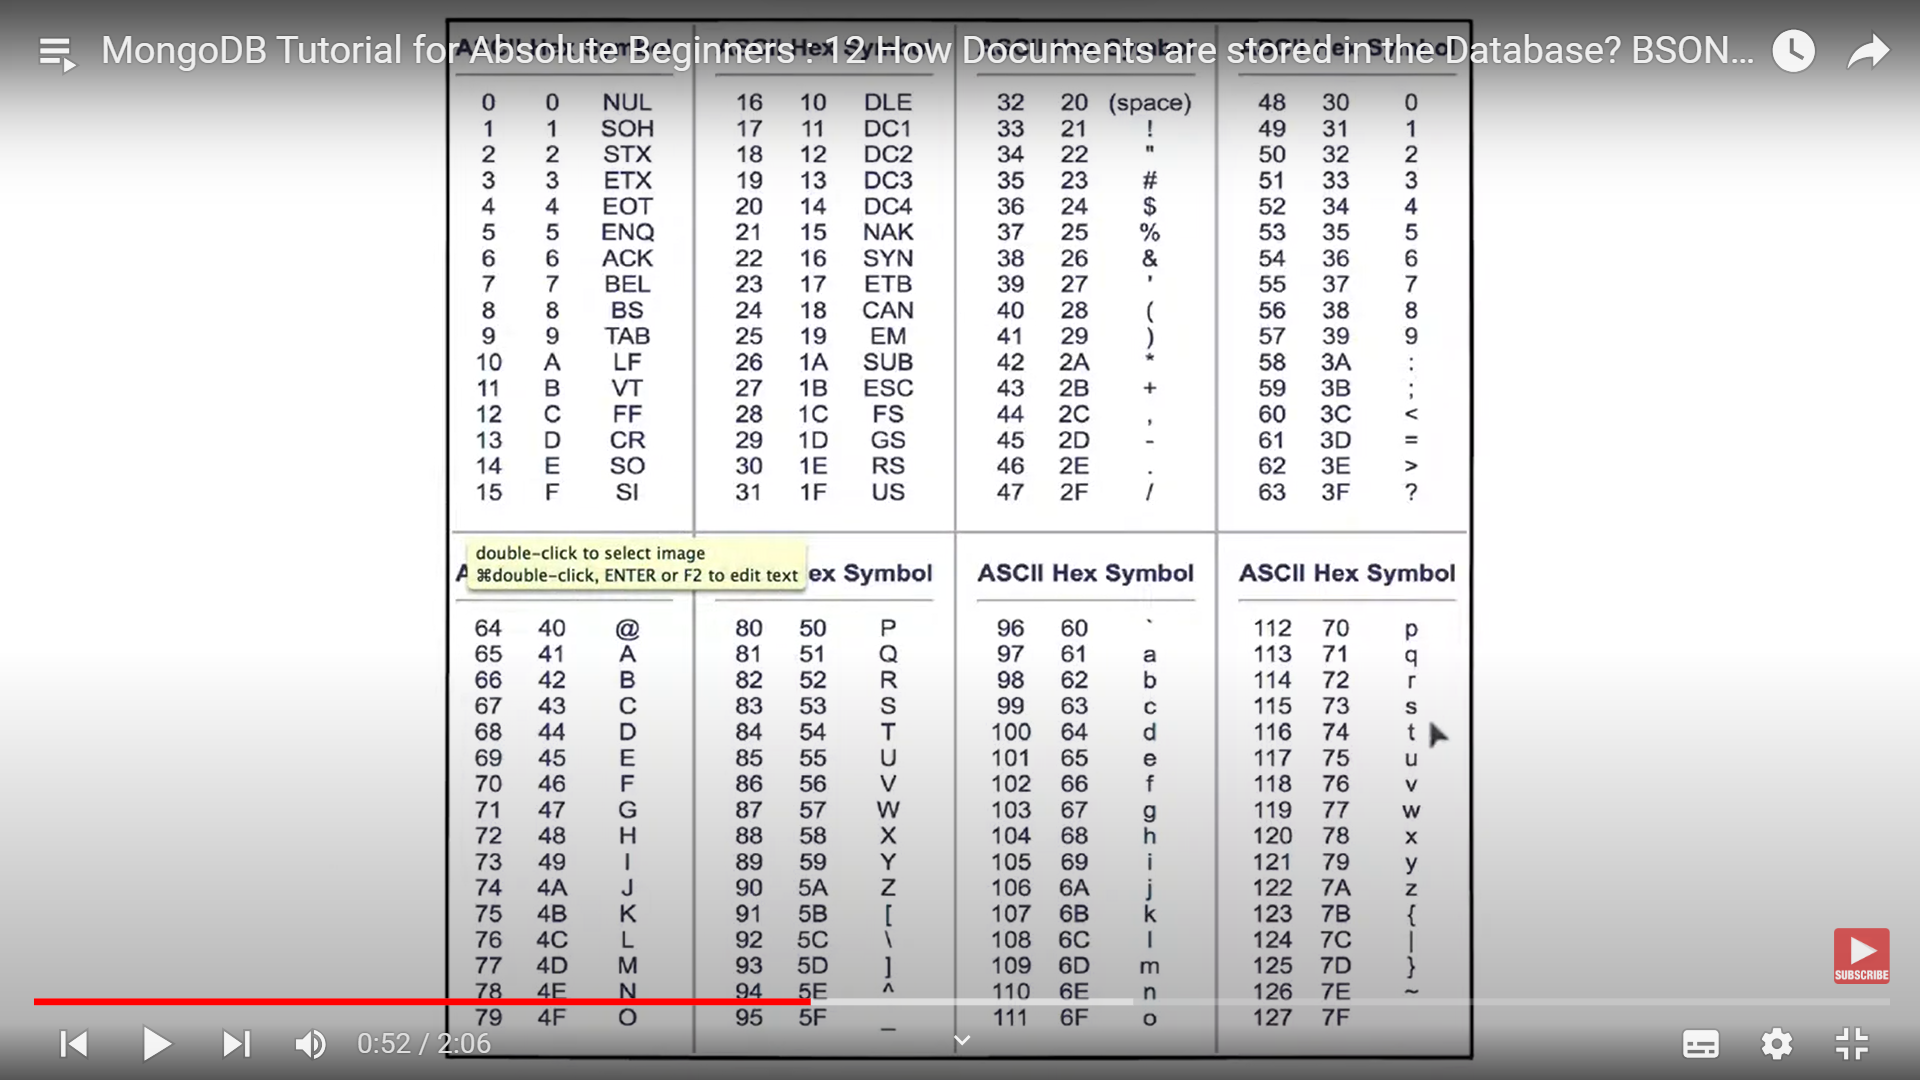 MongoDB Tutorial for Absolute Beginners : 12 How Documents are stored in the Database? BSON...
ASCII Hex Symbol ASCII Hex Symbol ASCII Hex Symbol ASCII Hex Symbol
0 0 NUL 16 10 DLE 32 20 (space) 48 30 0
1 1 SOH 17 11 DC1 33 21 ! 49 31 1
2 2 STX 18 12 DC2 34 22 " 50 32 2
3 3 ETX 19 13 DC3 35 23 # 51 33 3
4 4 EOT 20 14 DC4 36 24 $ 52 34 4
5 5 ENQ 21 15 NAK 37 25 % 53 35 5
6 6 ACK 22 16 SYN 38 26 & 54 36 6
7 7 BEL 23 17 ETB 39 27 ' 55 37 7
8 8 BS 24 18 CAN 40 28 ( 56 38 8
9 9 TAB 25 19 EM 41 29 ) 57 39 9
10 A LF 26 1A SUB 42 2A * 58 3A :
11 B VT 27 1B ESC 43 2B + 59 3B ;
12 C FF 28 1C FS 44 2C , 60 3C <
13 D CR 29 1D GS 45 2D - 61 3D =
14 E SO 30 1E RS 46 2E . 62 3E >
15 F SI 31 1F US 47 2F / 63 3F ?
double-click to select image
⌘double-click, ENTER or F2 to edit text
A ex Symbol ASCII Hex Symbol ASCII Hex Symbol
64 40 @ 80 50 P 96 60 ` 112 70 p
65 41 A 81 51 Q 97 61 a 113 71 q
66 42 B 82 52 R 98 62 b 114 72 r
67 43 C 83 53 S 99 63 c 115 73 s
68 44 D 84 54 T 100 64 d 116 74 t
69 45 E 85 55 U 101 65 e 117 75 u
70 46 F 86 56 V 102 66 f 118 76 v
71 47 G 87 57 W 103 67 g 119 77 w
72 48 H 88 58 X 104 68 h 120 78 x
73 49 I 89 59 Y 105 69 i 121 79 y
74 4A J 90 5A Z 106 6A j 122 7A z
75 4B K 91 5B [ 107 6B k 123 7B {
76 4C L 92 5C \ 108 6C l 124 7C |
77 4D M 93 5D ] 109 6D m 125 7D }
78 4E N 94 5E ^ 110 6E n 126 7E ~
79 4F O 95 5F _ 111 6F o 127 7F
SUBSCRIBE
0:52 / 2:06